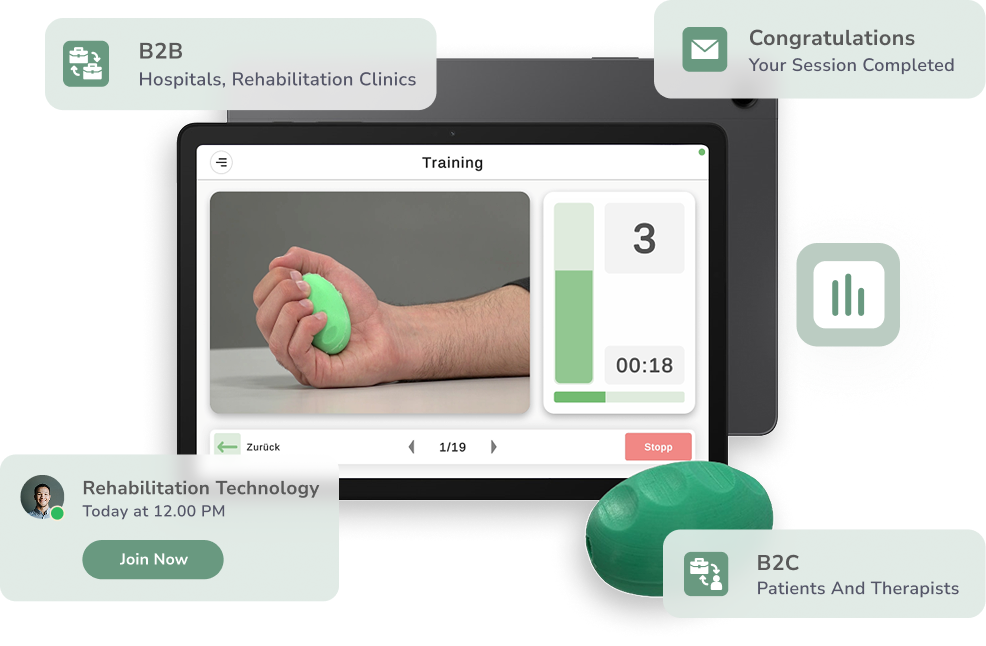 B2B
Hospitals, Rehabilitation Clinics
Congratulations
Your Session Completed
Training
3
00:18
Zurück
1/19
Stopp
Rehabilitation Technology
Today at 12.00 PM
Join Now
B2C
Patients And Therapists